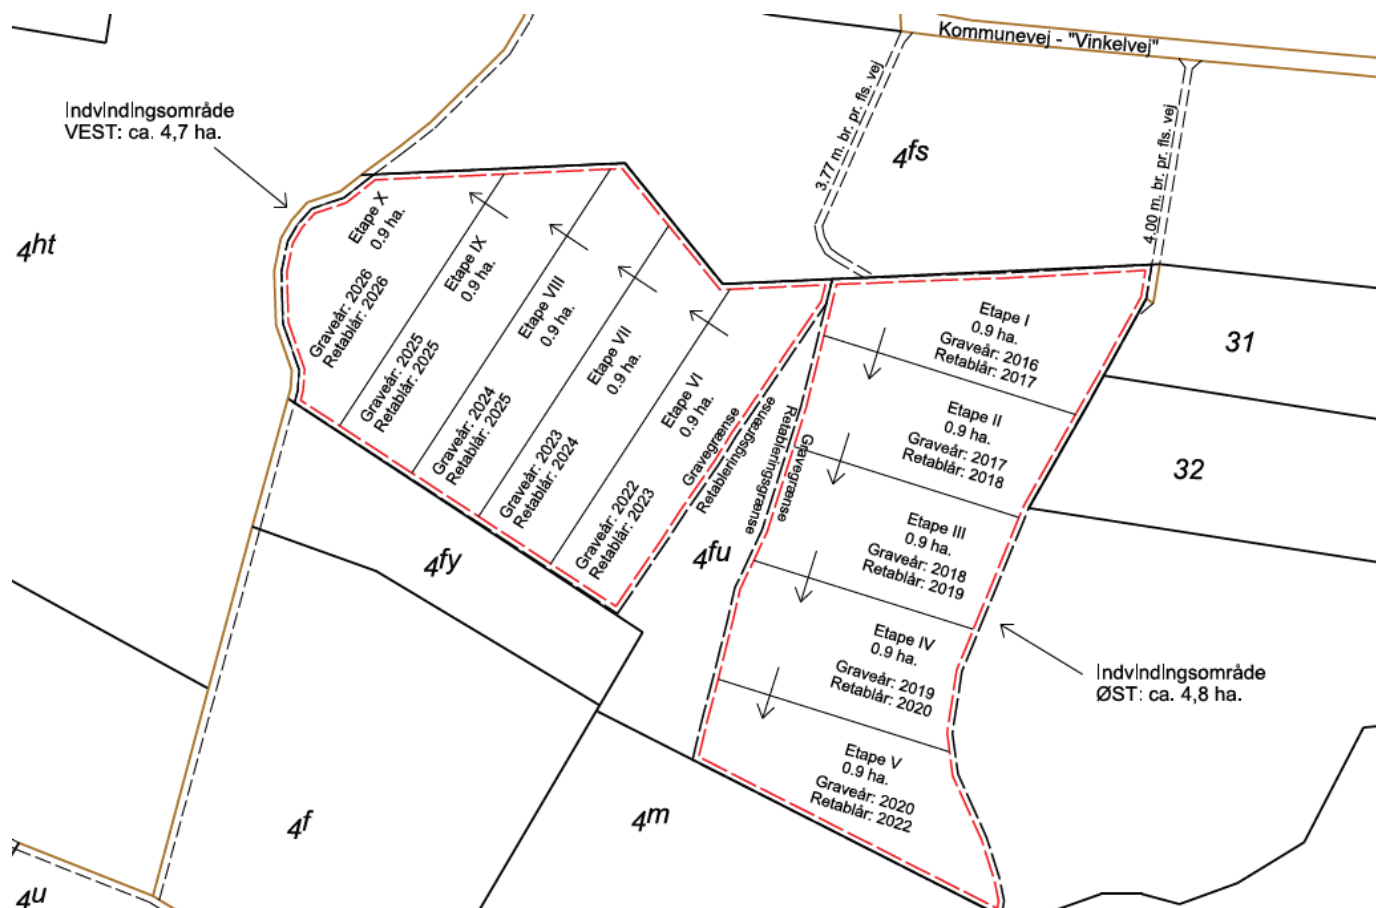 Kommunevej - "Vinkelvej"
Indvindingsområde
VEST: ca. 4,7 ha.
3.77 m. br. pr. fls. vej
4.00 m. br. pr. fls. vej
4fs
4ht
Etape X
0.9 ha.
Graveår: 2026
Retablår: 2026
Etape IX
0.9 ha.
Graveår: 2025
Retablår: 2025
Etape VIII
0.9 ha.
Graveår: 2024
Retablår: 2025
Etape VII
0.9 ha.
Graveår: 2023
Retablår: 2024
Etape VI
0.9 ha.
Graveår: 2022
Retablår: 2023
Gravegrænse
Retableringsgrænse
Retableringsgrænse
Gravegrænse
Etape I
0.9 ha.
Graveår: 2016
Retablår: 2017
Etape II
0.9 ha.
Graveår: 2017
Retablår: 2018
Etape III
0.9 ha.
Graveår: 2018
Retablår: 2019
Etape IV
0.9 ha.
Graveår: 2019
Retablår: 2020
Etape V
0.9 ha.
Graveår: 2020
Retablår: 2022
31
32
4fy
4fu
Indvindingsområde
ØST: ca. 4,8 ha.
4f
4m
4u